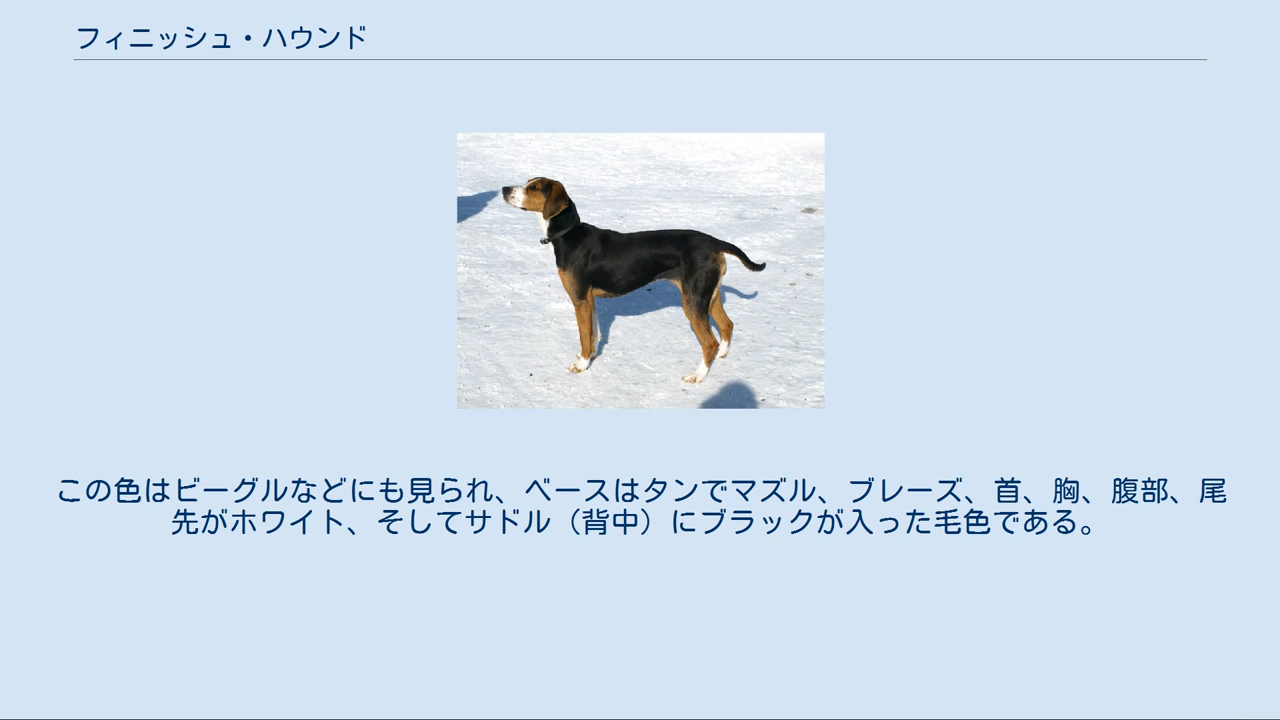 フィニッシュ・ハウンド
この色はビーグルなどにも見られ、ベースはタンでマズル、ブレーズ、首、胸、腹部、尾
先がホワイト、そしてサドル（背中）にブラックが入った毛色である。